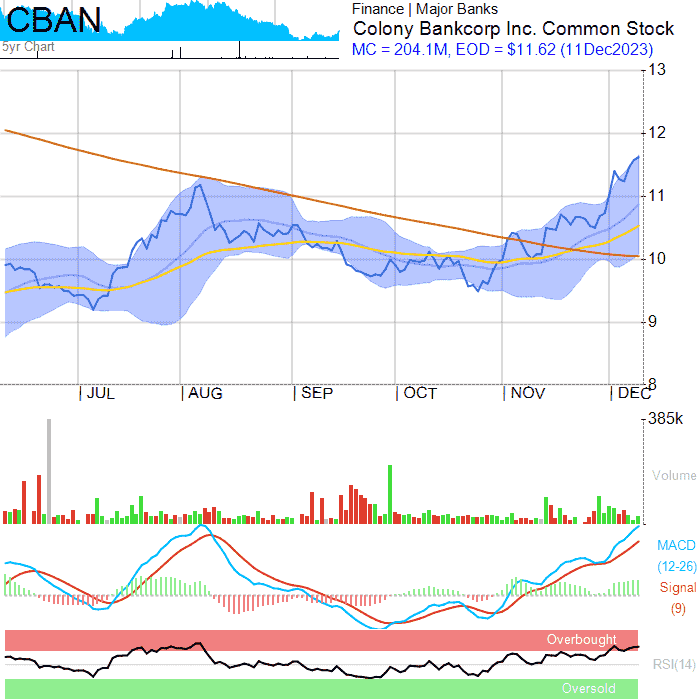 CBAN
5yr Chart
Finance | Major Banks
Colony Bankcorp Inc. Common Stock
MC = 204.1M, EOD = $11.62 (11Dec2023)
13
12
11
10
9
8
| JUL | AUG | SEP | OCT | NOV | DEC
385k
Volume
MACD
(12-26)
Signal
(9)
Overbought
RSI(14)
Oversold